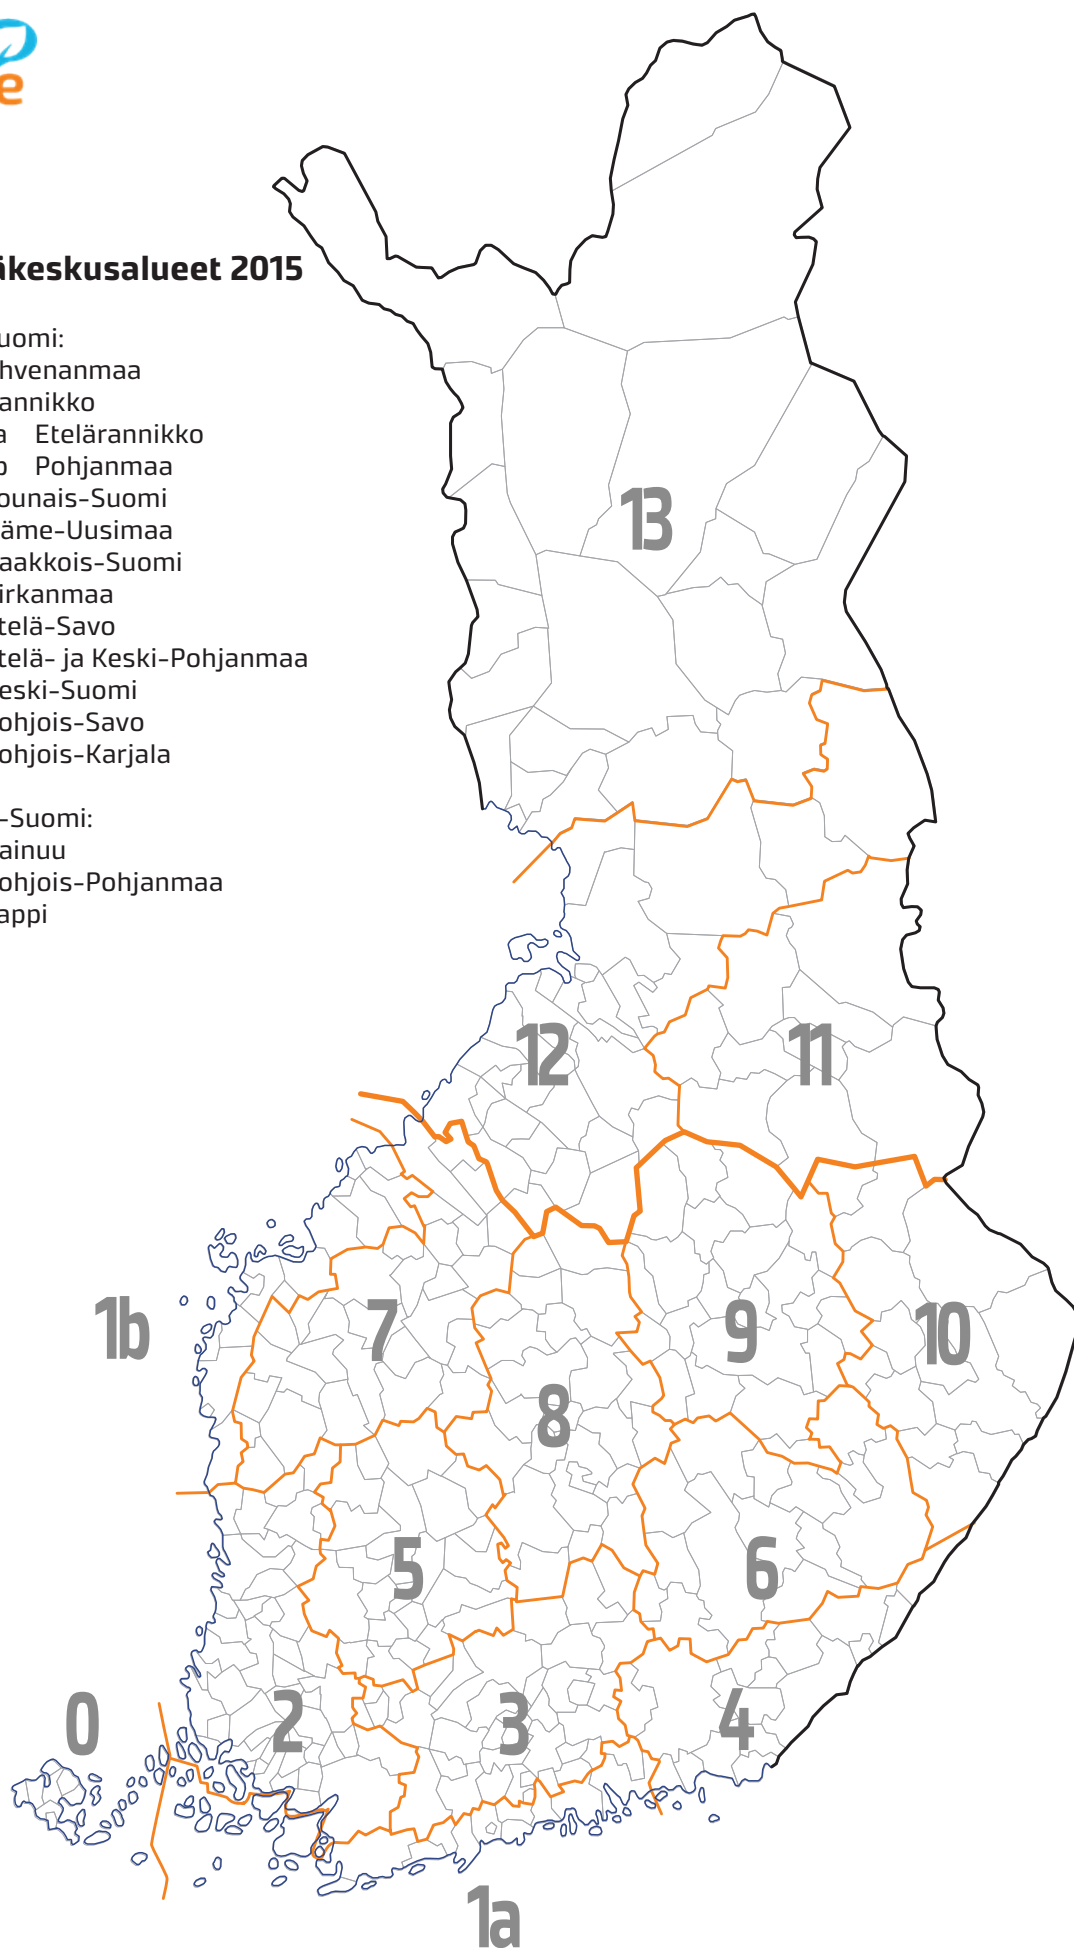 e
äkeskusalueet 2015
uomi:
hvenanmaa
annikko
a Etelärannikko
b Pohjanmaa
ounais-Suomi
äme-Uusimaa
aakkois-Suomi
irkanmaa
telä-Savo
telä- ja Keski-Pohjanmaa
eski-Suomi
ohjois-Savo
ohjois-Karjala
-Suomi:
ainuu
ohjois-Pohjanmaa
appi
13
12
11
1b
7
9
10
8
5
6
0
2
3
4
1a